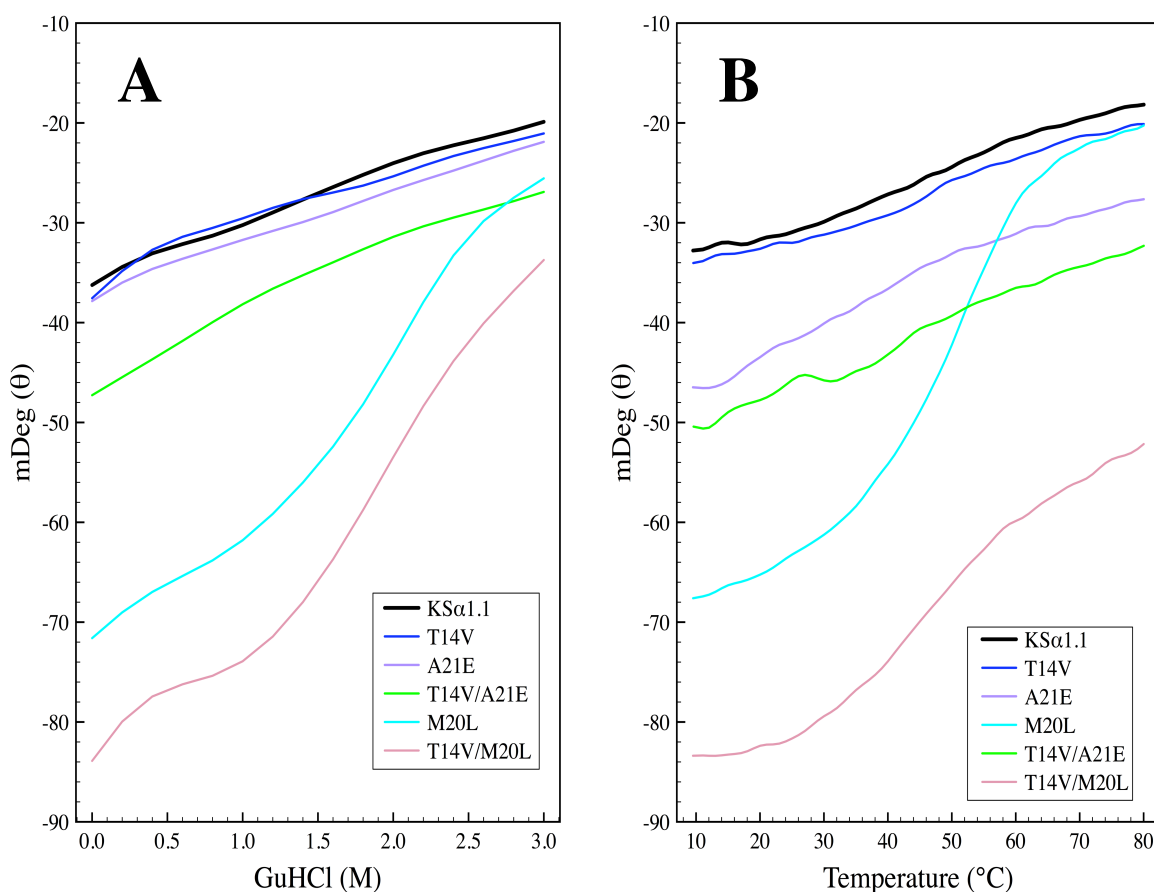 A
-10
-20
-30
-40
-50
-60
-70
-80
-90
mDeg (θ)
0.0 0.5 1.0 1.5 2.0 2.5 3.0
GuHCl (M)
KSα1.1
T14V
A21E
T14V/A21E
M20L
T14V/M20L
B
-10
-20
-30
-40
-50
-60
-70
-80
-90
mDeg (θ)
10 20 30 40 50 60 70 80
Temperature (°C)
KSα1.1
T14V
A21E
M20L
T14V/A21E
T14V/M20L